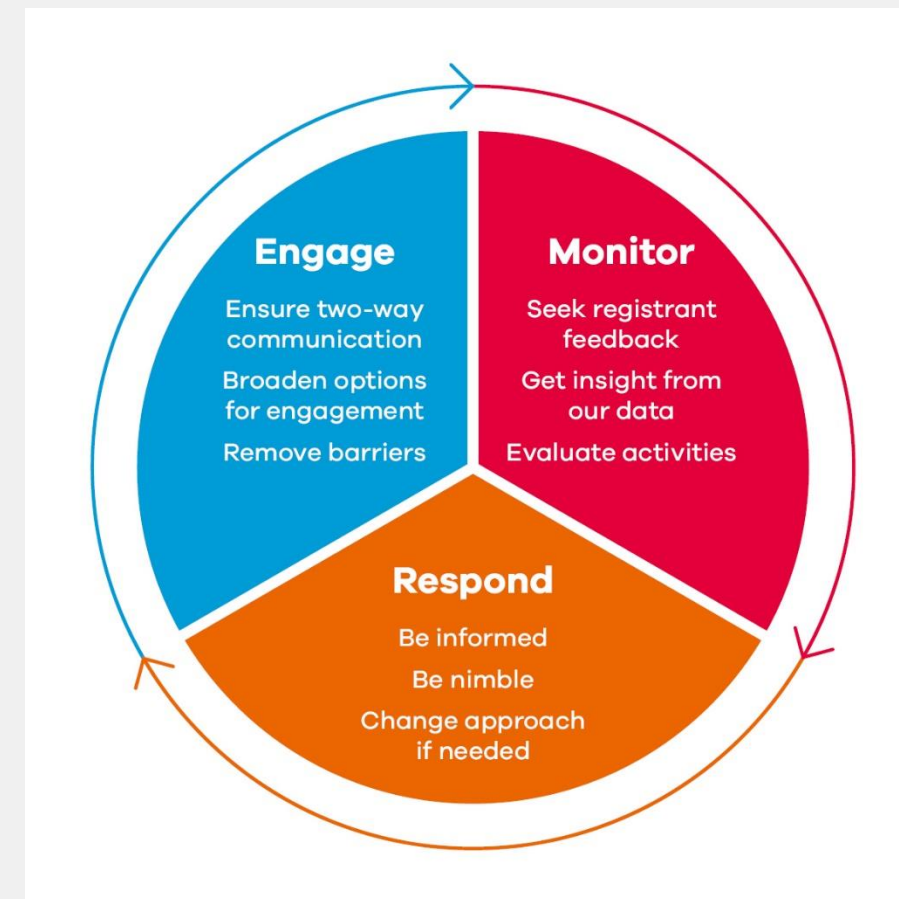 Engage
Ensure two-way
communication
Broaden options
for engagement
Remove barriers
Monitor
Seek registrant
feedback
Get insight from
our data
Evaluate activities
Respond
Be informed
Be nimble
Change approach
if needed